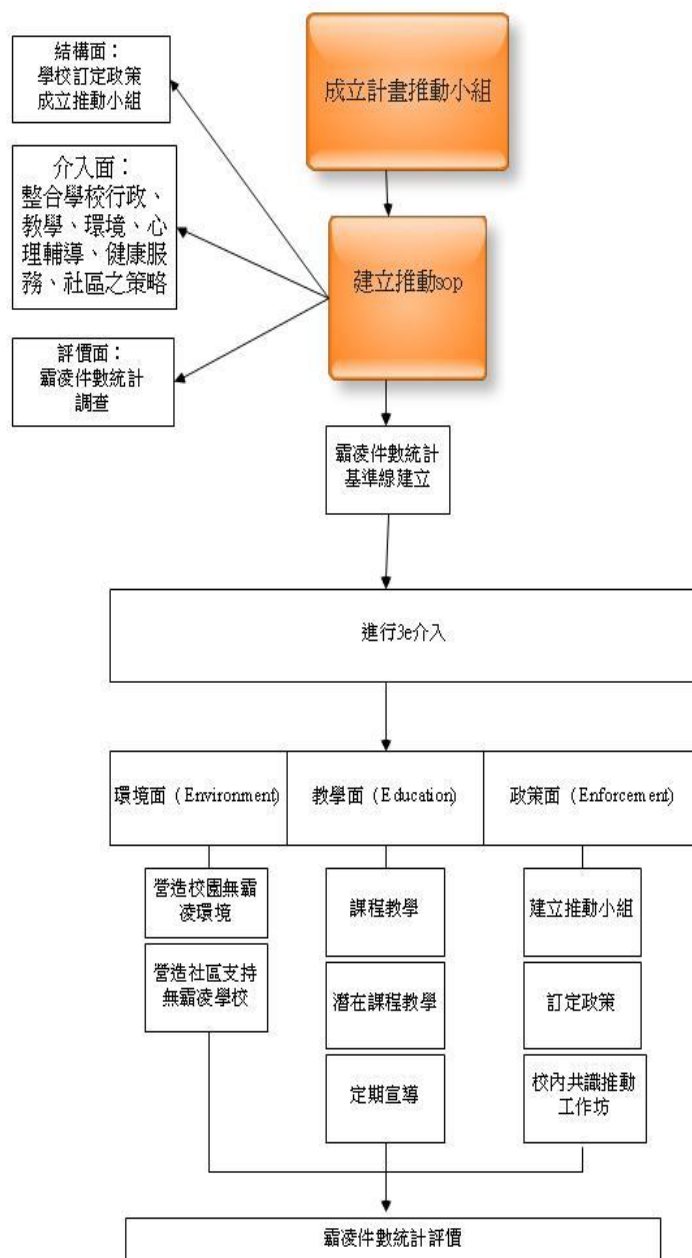 結構面：
學校訂定政策
成立推動小組
成立計畫推動小組
介入面：
整合學校行政、
教學、環境、心
理輔導、健康服
務、社區之策略
建立推動sop
評價面：
霸凌件數統計
調查
霸凌件數統計
基準線建立
進行3e介入
環境面（Environment)
教學面（Education)
政策面（Enforcement)
營造校園無霸
凌環境
營造社區支持
無霸凌學校
課程教學
潛在課程教學
定期宣導
建立推動小組
訂定政策
校內共識推動
工作坊
霸凌件數統計評價